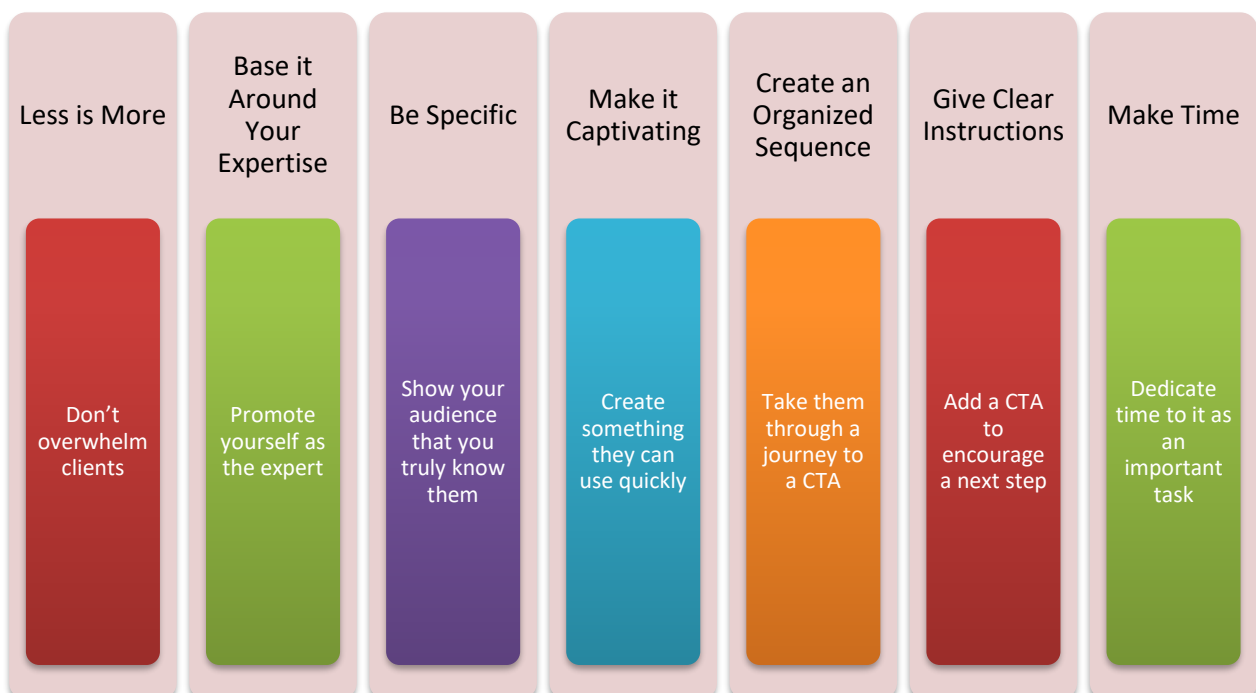 Less is More
Don’t
overwhelm
clients
Base it
Around
Your
Expertise
Promote
yourself as
the expert
Be Specific
Show your
audience
that you
truly know
them
Make it
Captivating
Create
something
they can
use quickly
Create an
Organized
Sequence
Take them
through a
journey to
a CTA
Give Clear
Instructions
Add a CTA
to
encourage
a next step
Make Time
Dedicate
time to it as
an
important
task